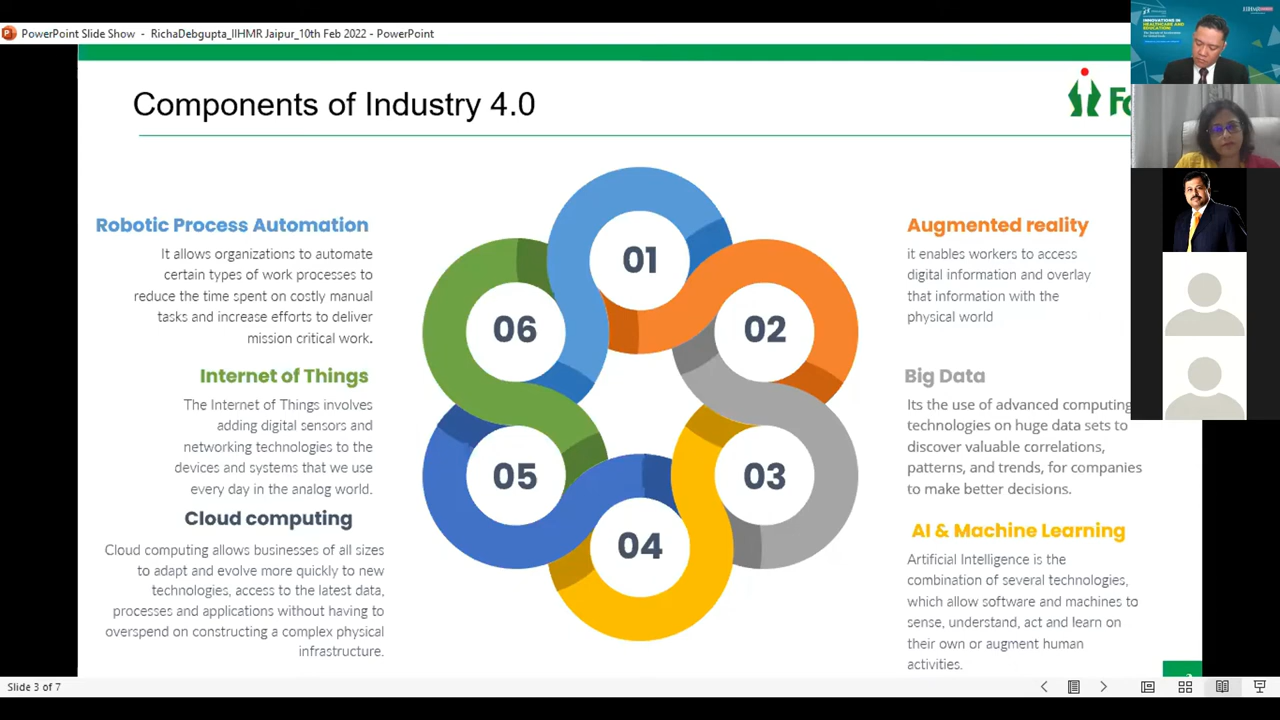 PowerPoint Slide Show - RichaDebgupta_IIHMR Jaipur_10th Feb 2022 - PowerPoint
INNOVATIONS IN
HEALTHCARE AND
EDUCATION
Components of Industry 4.0
Fo
Robotic Process Automation
It allows organizations to automate
certain types of work processes to
reduce the time spent on costly manual
tasks and increase efforts to deliver
mission critical work.
Internet of Things
The Internet of Things involves
adding digital sensors and
networking technologies to the
devices and systems that we use
every day in the analog world.
Cloud computing
Cloud computing allows businesses of all sizes
to adapt and evolve more quickly to new
technologies, access to the latest data,
processes and applications without having to
overspend on constructing a complex physical
infrastructure.
01
02
03
04
05
06
Augmented reality
it enables workers to access
digital information and overlay
that information with the
physical world
Big Data
Its the use of advanced computing
technologies on huge data sets to
discover valuable correlations,
patterns, and trends, for companies
to make better decisions.
AI & Machine Learning
Artificial Intelligence is the
combination of several technologies,
which allow software and machines to
sense, understand, act and learn on
their own or augment human
activities.
Slide 3 of 7